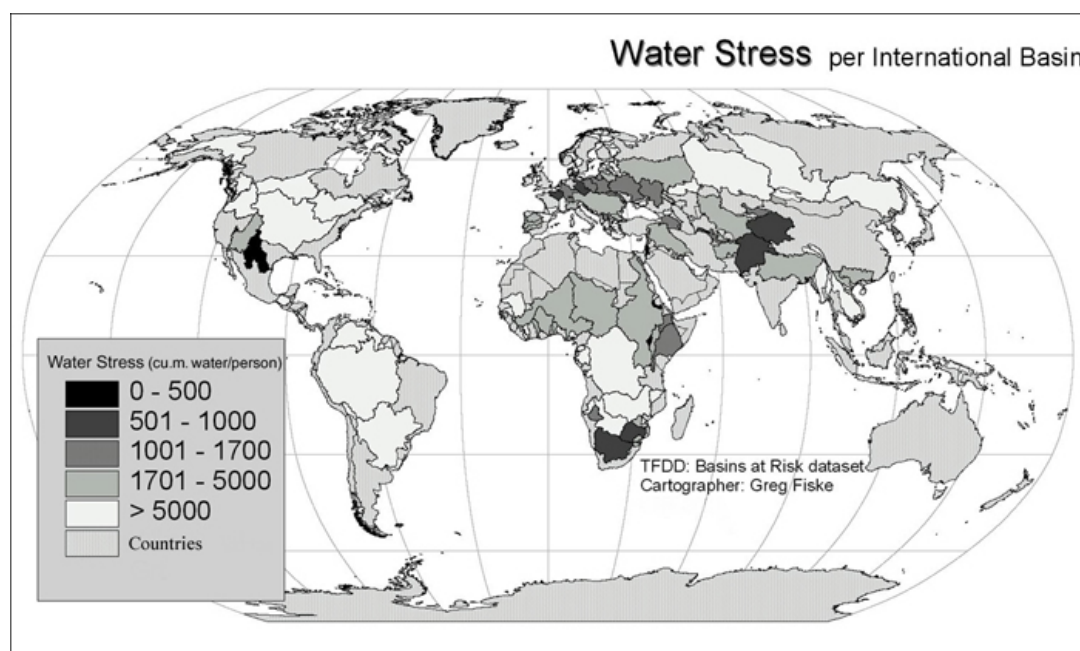 Water Stress per International Basin
Water Stress (cu.m. water/person)
0 - 500
501 - 1000
1001 - 1700
1701 - 5000
> 5000
Countries
TFDD: Basins at Risk dataset
Cartographer: Greg Fiske